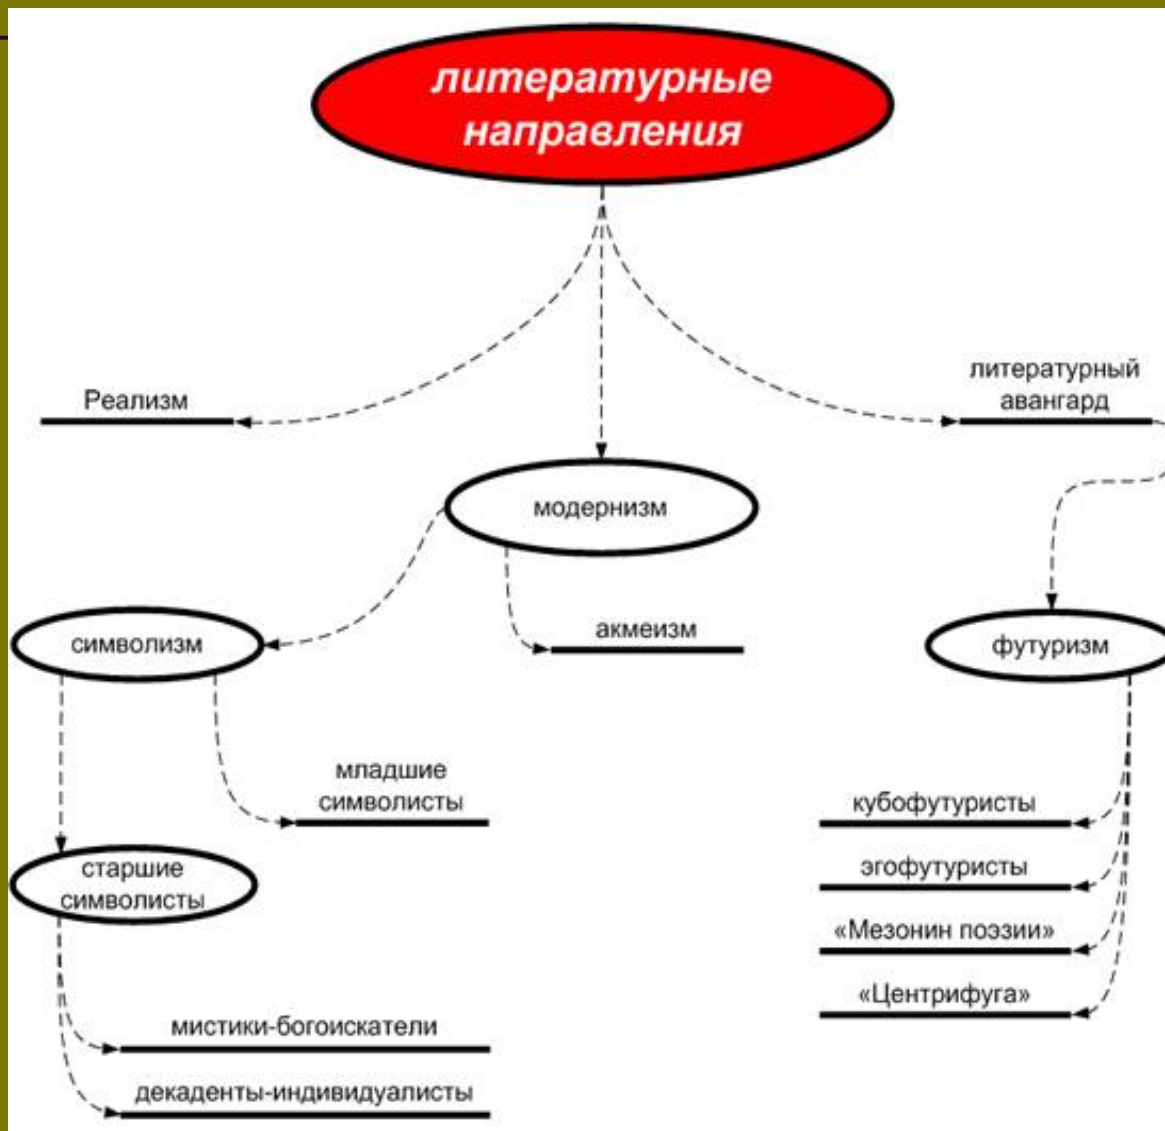 литературные
направления
Реализм
литературный
авангард
модернизм
символизм
акмеизм
футуризм
младшие
символисты
кубофутуристы
старшие
символисты
эгофутуристы
«Мезонин поэзии»
«Центрифуга»
мистики-богоискатели
декаденты-индивидуалисты